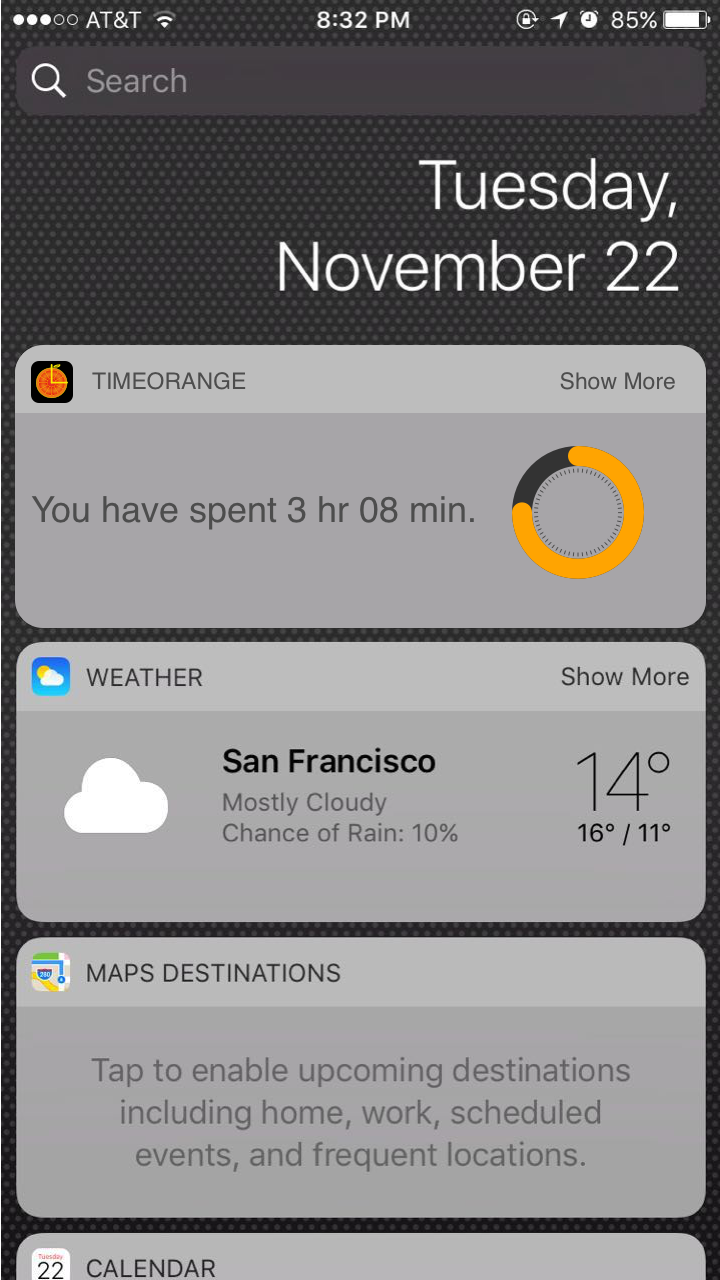 AT&T 8:32 PM 85%
Search
Tuesday,
November 22
TIMEORANGE Show More
You have spent 3 hr 08 min.
WEATHER Show More
San Francisco 14°
Mostly Cloudy
Chance of Rain: 10% 16° / 11°
280
MAPS DESTINATIONS
Tap to enable upcoming destinations
including home, work, scheduled
events, and frequent locations.
Tuesday
22 CALENDAR